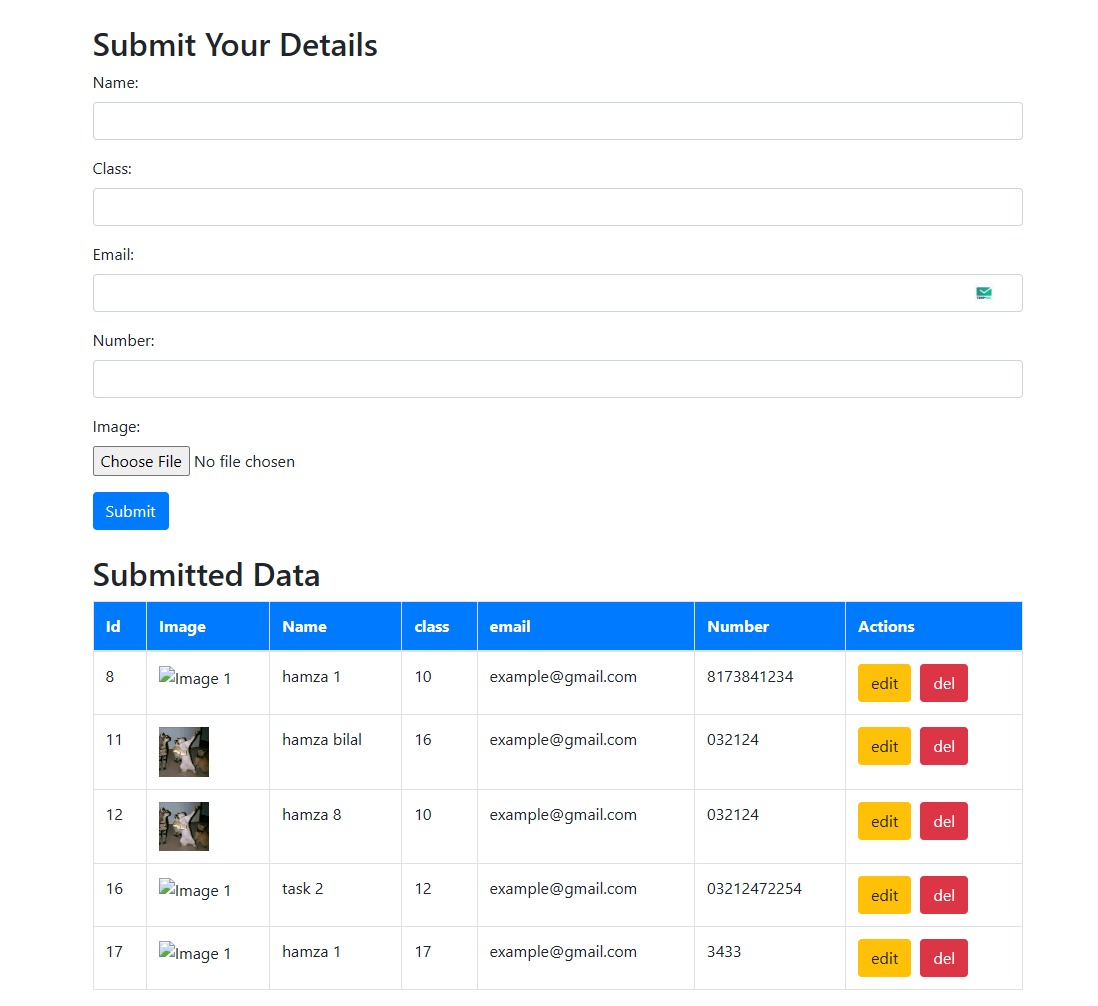 Submit Your Details
Name:
Class:
Email:
Number:
Image:
Choose File No file chosen
Submit
Submitted Data
Id Image Name class email Number Actions
8 Image 1 hamza 1 10 example@gmail.com 8173841234 edit del
11 hamza bilal 16 example@gmail.com 032124 edit del
12 hamza 8 10 example@gmail.com 032124 edit del
16 Image 1 task 2 12 example@gmail.com 03212472254 edit del
17 Image 1 hamza 1 17 example@gmail.com 3433 edit del